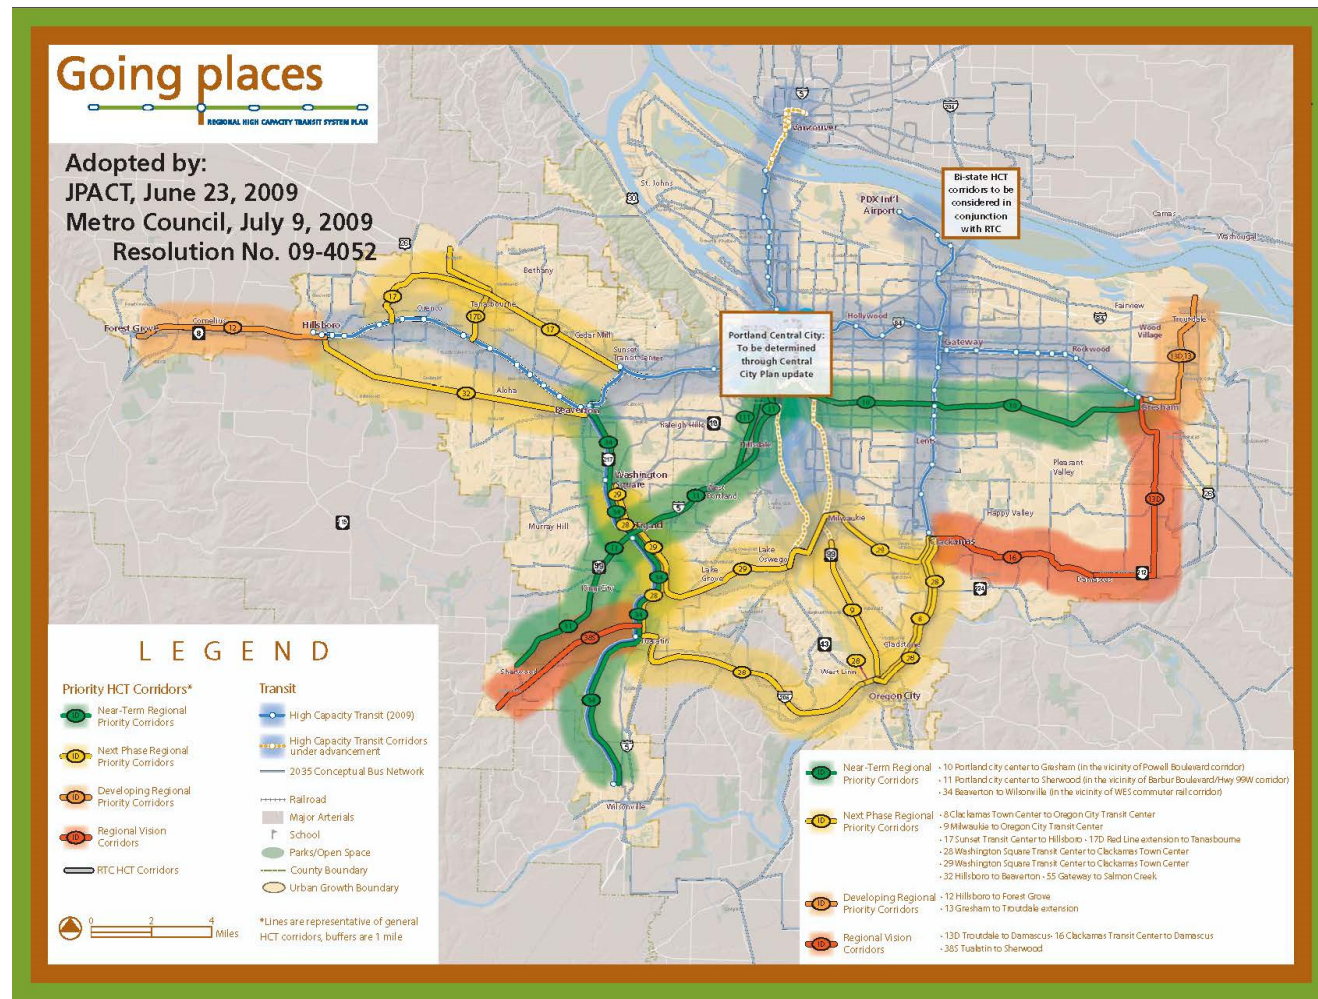 Going places
REGIONAL HIGH CAPACITY TRANSIT SYSTEM PLAN
Adopted by:
JPACT, June 23, 2009
Metro Council, July 9, 2009
Resolution No. 09-4052
Bi-state HCT
corridors to be
considered in
conjunction
with RTC
Portland Central City:
To be determined
through Central
City Plan update
Vancouver
St. Johns
PDX Int'l
Airport
Camas
Washougal
Bethany
Tanasbourne
Orenco
Cedar Mill
Sunset
Transit Center
Forest Grove
Cornelius
Hillsboro
Aloha
Beaverton
Raleigh Hills
Hillsdale
Hollywood
Gateway
Rockwood
Fairview
Wood
Village
Troutdale
Gresham
Lents
Pleasant
Valley
Happy Valley
Damascus
Clackamas
Milwaukie
Washington
Square
West
Portland
Murray Hill
Tigard
Lake
Oswego
Lake
Grove
King City
Tualatin
Sherwood
West Linn
Gladstone
Oregon City
Wilsonville
LEGEND
Priority HCT Corridors*
Near-Term Regional
Priority Corridors
Next Phase Regional
Priority Corridors
Developing Regional
Priority Corridors
Regional Vision
Corridors
RTC HCT Corridors
Transit
High Capacity Transit (2009)
High Capacity Transit Corridors
under advancement
2035 Conceptual Bus Network
Railroad
Major Arterials
School
Parks/Open Space
County Boundary
Urban Growth Boundary
0 2 4
Miles
*Lines are representative of general
HCT corridors, buffers are 1 mile
Near-Term Regional
Priority Corridors
- 10 Portland city center to Gresham (in the vicinity of Powell Boulevard corridor)
- 11 Portland city center to Sherwood (in the vicinity of Barbur Boulevard/Hwy 99W corridor)
- 34 Beaverton to Wilsonville (in the vicinity of WES commuter rail corridor)
Next Phase Regional
Priority Corridors
- 8 Clackamas Town Center to Oregon City Transit Center
- 9 Milwaukie to Oregon City Transit Center
- 17 Sunset Transit Center to Hillsboro - 17D Red Line extension to Tanasbourne
- 28 Washington Square Transit Center to Clackamas Town Center
- 29 Washington Square Transit Center to Clackamas Town Center
- 32 Hillsboro to Beaverton - 55 Gateway to Salmon Creek
Developing Regional
Priority Corridors
- 12 Hillsboro to Forest Grove
- 13 Gresham to Troutdale extension
Regional Vision
Corridors
- 13D Troutdale to Damascus- 16 Clackamas Transit Center to Damascus
- 38S Tualatin to Sherwood